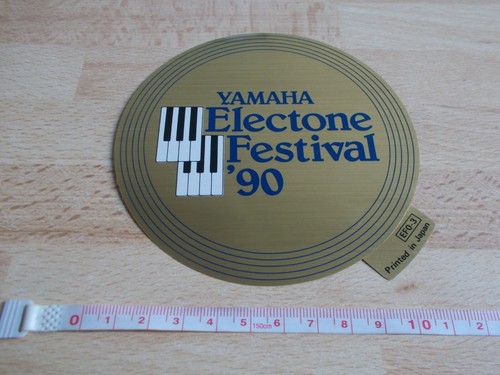 YAMAHA
Electone
Festival
'90
EFO-3
Printed in Japan
0 1 2 3 4 5 150cm 6 7 8 9 10 1 2